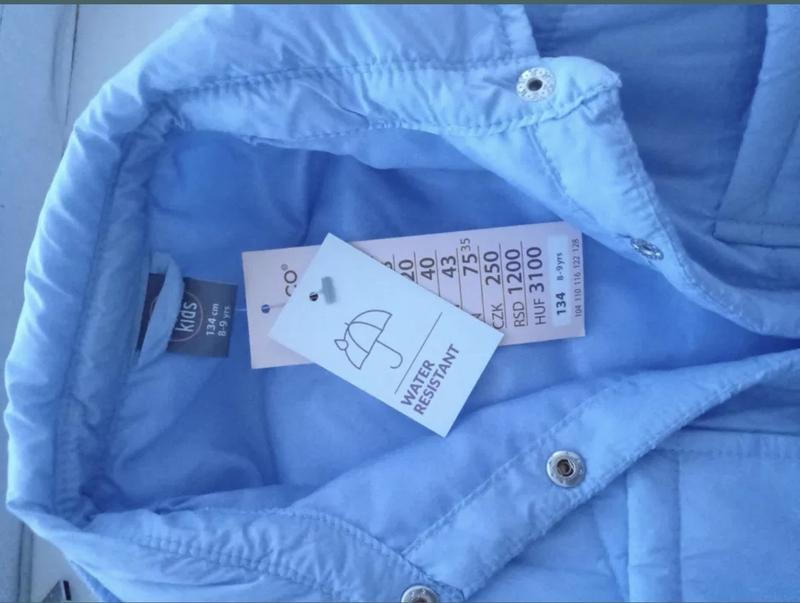 kids
134 cm
8-9 yrs
GO®
20
40
43
75 35
CZK 250
RSD 1200
HUF 3100
134 8-9yrs
104 110 116 122 128
WATER
RESISTANT